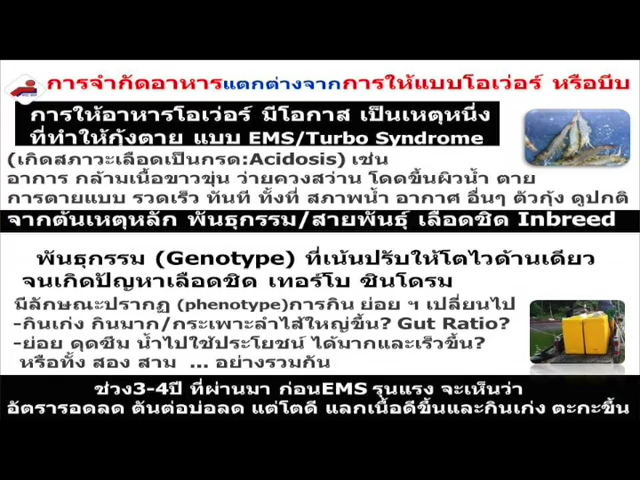 การจำกัดอาหารแตกต่างจากการให้แบบโอเว่อร์ หรือบีบ
การให้อาหารโอเว่อร์ มีโอกาส เป็นเหตุหนึ่ง
ที่ทำให้กุ้งตาย แบบ EMS/Turbo Syndrome
(เกิดสภาวะเลือดเป็นกรด:Acidosis) เช่น
อาการ กล้ามเนื้อขาวขุ่น ว่ายควงสว่าน โดดขึ้นผิวน้ำ ตาย
การตายแบบ รวดเร็ว ทันที ทั้งที่ สภาพน้ำ อากาศ อื่นๆ ตัวกุ้ง ดูปกติ
จากต้นเหตุหลัก พันธุกรรม/สายพันธุ์ เลือดชิด Inbreed
พันธุกรรม (Genotype) ที่เน้นปรับให้โตไวด้านเดียว
จนเกิดปัญหาเลือดชิด เทอร์โบ ซินโดรม
มีลักษณะปรากฏ (phenotype)การกิน ย่อย ฯ เปลี่ยนไป
-กินเก่ง กินมาก/กระเพาะลำไส้ใหญ่ขึ้น? Gut Ratio?
-ย่อย ดูดซึม น้ำไปใช้ประโยชน์ ได้มากและเร็วขึ้น?
หรือทั้ง สอง สาม ... อย่างรวมกัน
ช่วง3-4ปี ที่ผ่านมา ก่อนEMS รุนแรง จะเห็นว่า
อัตรารอดลด ตันต่อบ่อลด แต่โตดี แลกเนื้อดีขึ้นและกินเก่ง ตะกะขึ้น